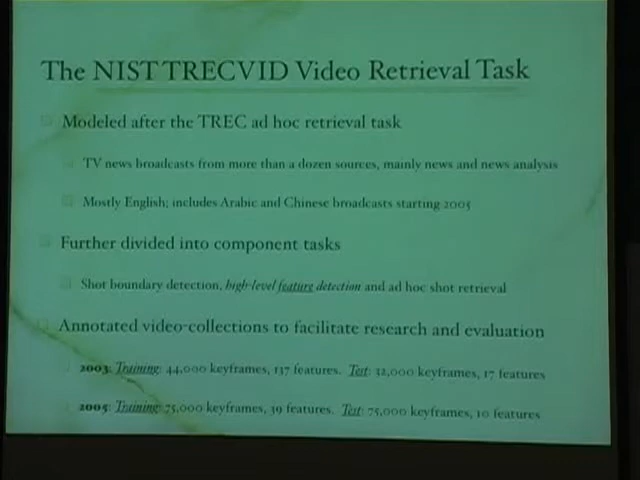 The NIST TRECVID Video Retrieval Task
Modeled after the TREC ad hoc retrieval task
TV news broadcasts from more than a dozen sources, mainly news and news analysis
Mostly English; includes Arabic and Chinese broadcasts starting 2005
Further divided into component tasks
Shot boundary detection, high-level feature detection and ad hoc shot retrieval
Annotated video-collections to facilitate research and evaluation
2003: Training: 44,000 keyframes, 137 features. Test: 32,000 keyframes, 17 features
2005: Training: 75,000 keyframes, 39 features. Test: 75,000 keyframes, 10 features